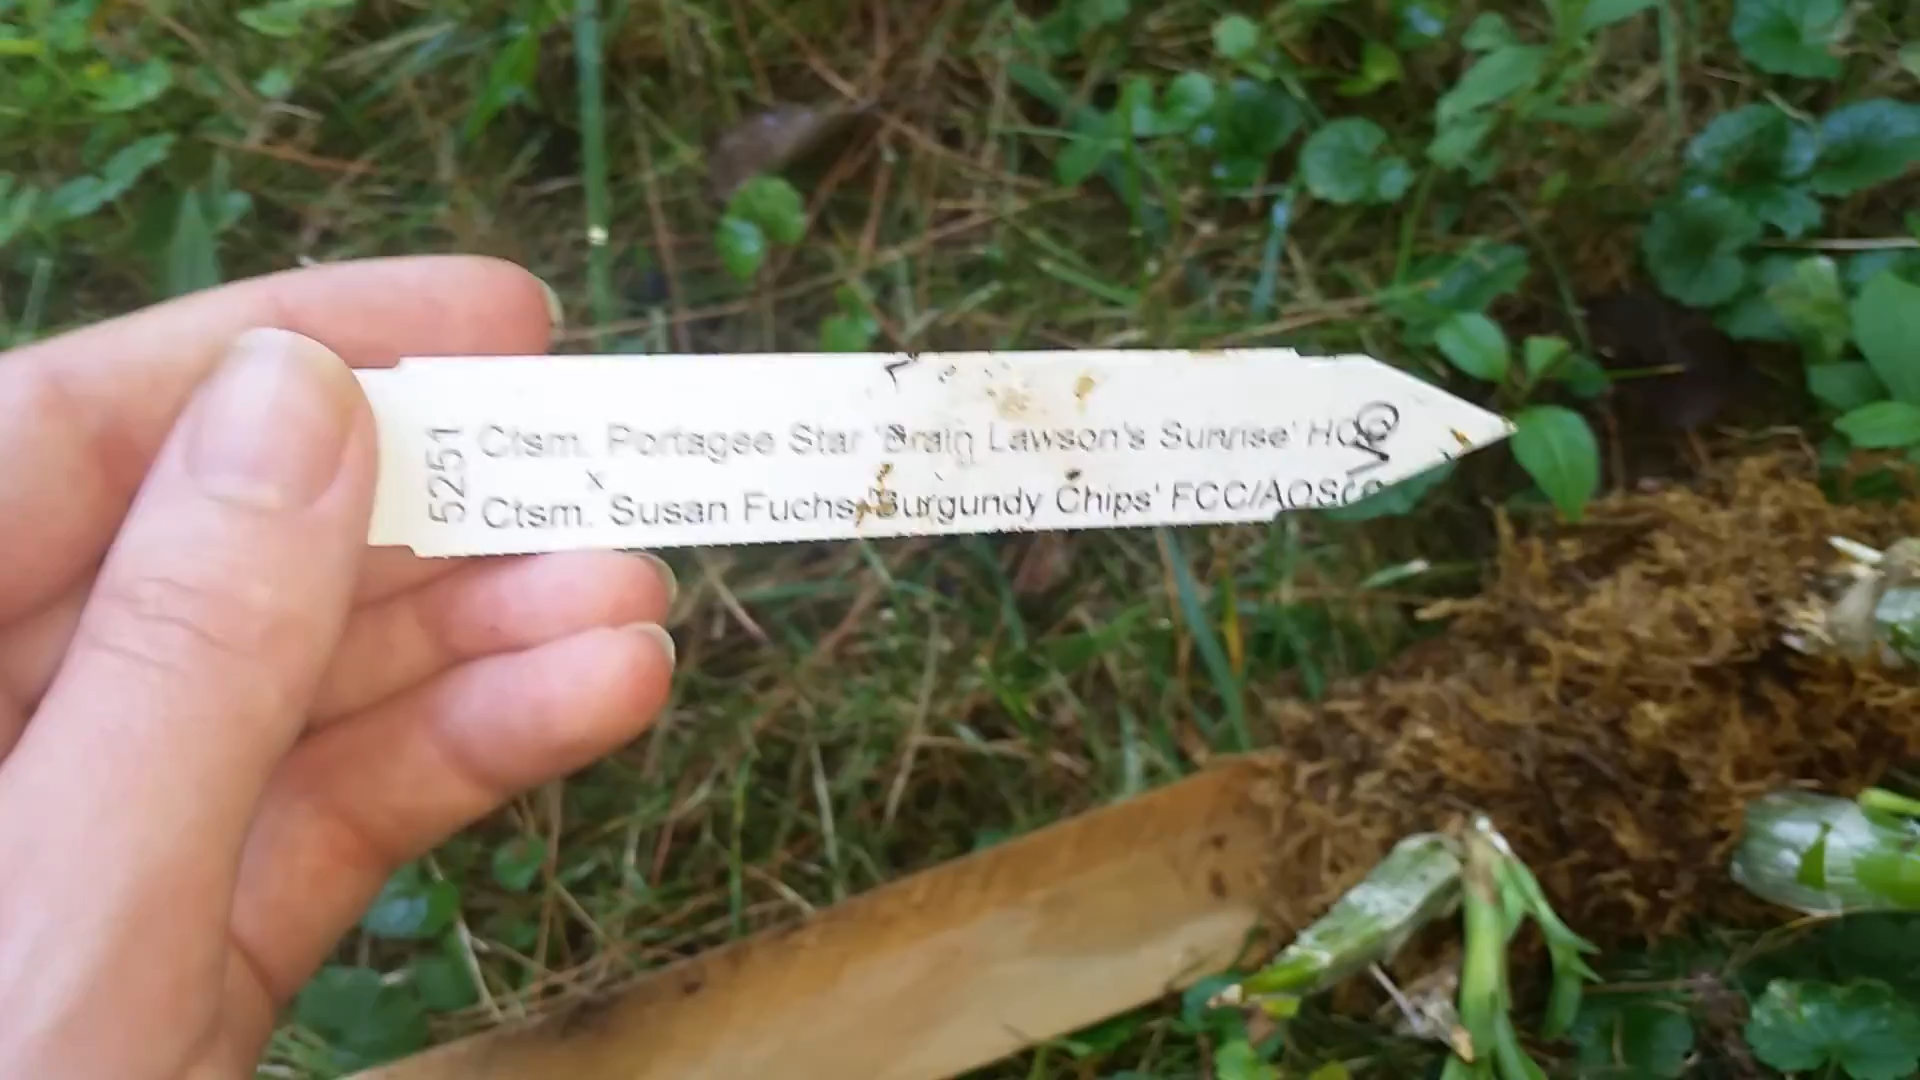 5251
Ctsm. Portagee Star 'Brain Lawson's Sunrise'
x
Ctsm. Susan Fuchs 'Burgundy Chips' FCC/AOS